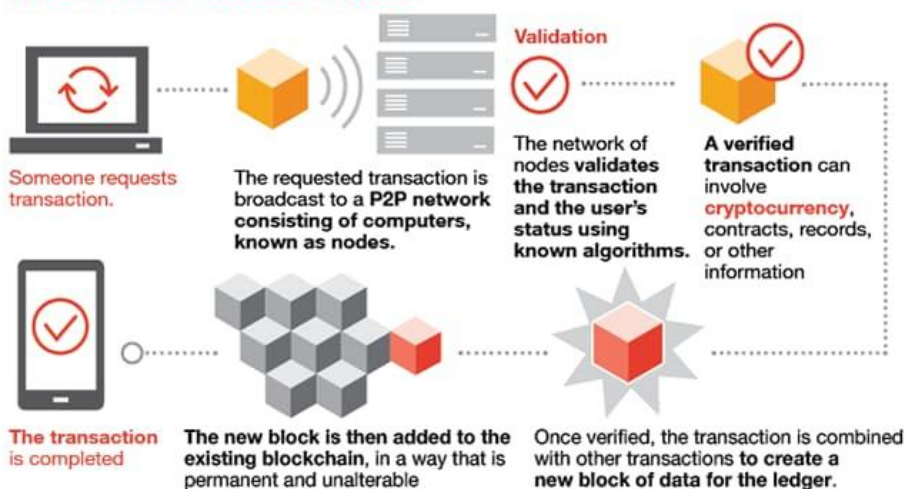 Someone requests
transaction.
The requested transaction is
broadcast to a P2P network
consisting of computers,
known as nodes.
Validation
The network of
nodes validates
the transaction
and the user's
status using
known algorithms.
A verified
transaction can
involve
cryptocurrency,
contracts, records,
or other
information
Once verified, the transaction is combined
with other transactions to create a
new block of data for the ledger.
The new block is then added to the
existing blockchain, in a way that is
permanent and unalterable
The transaction
is completed